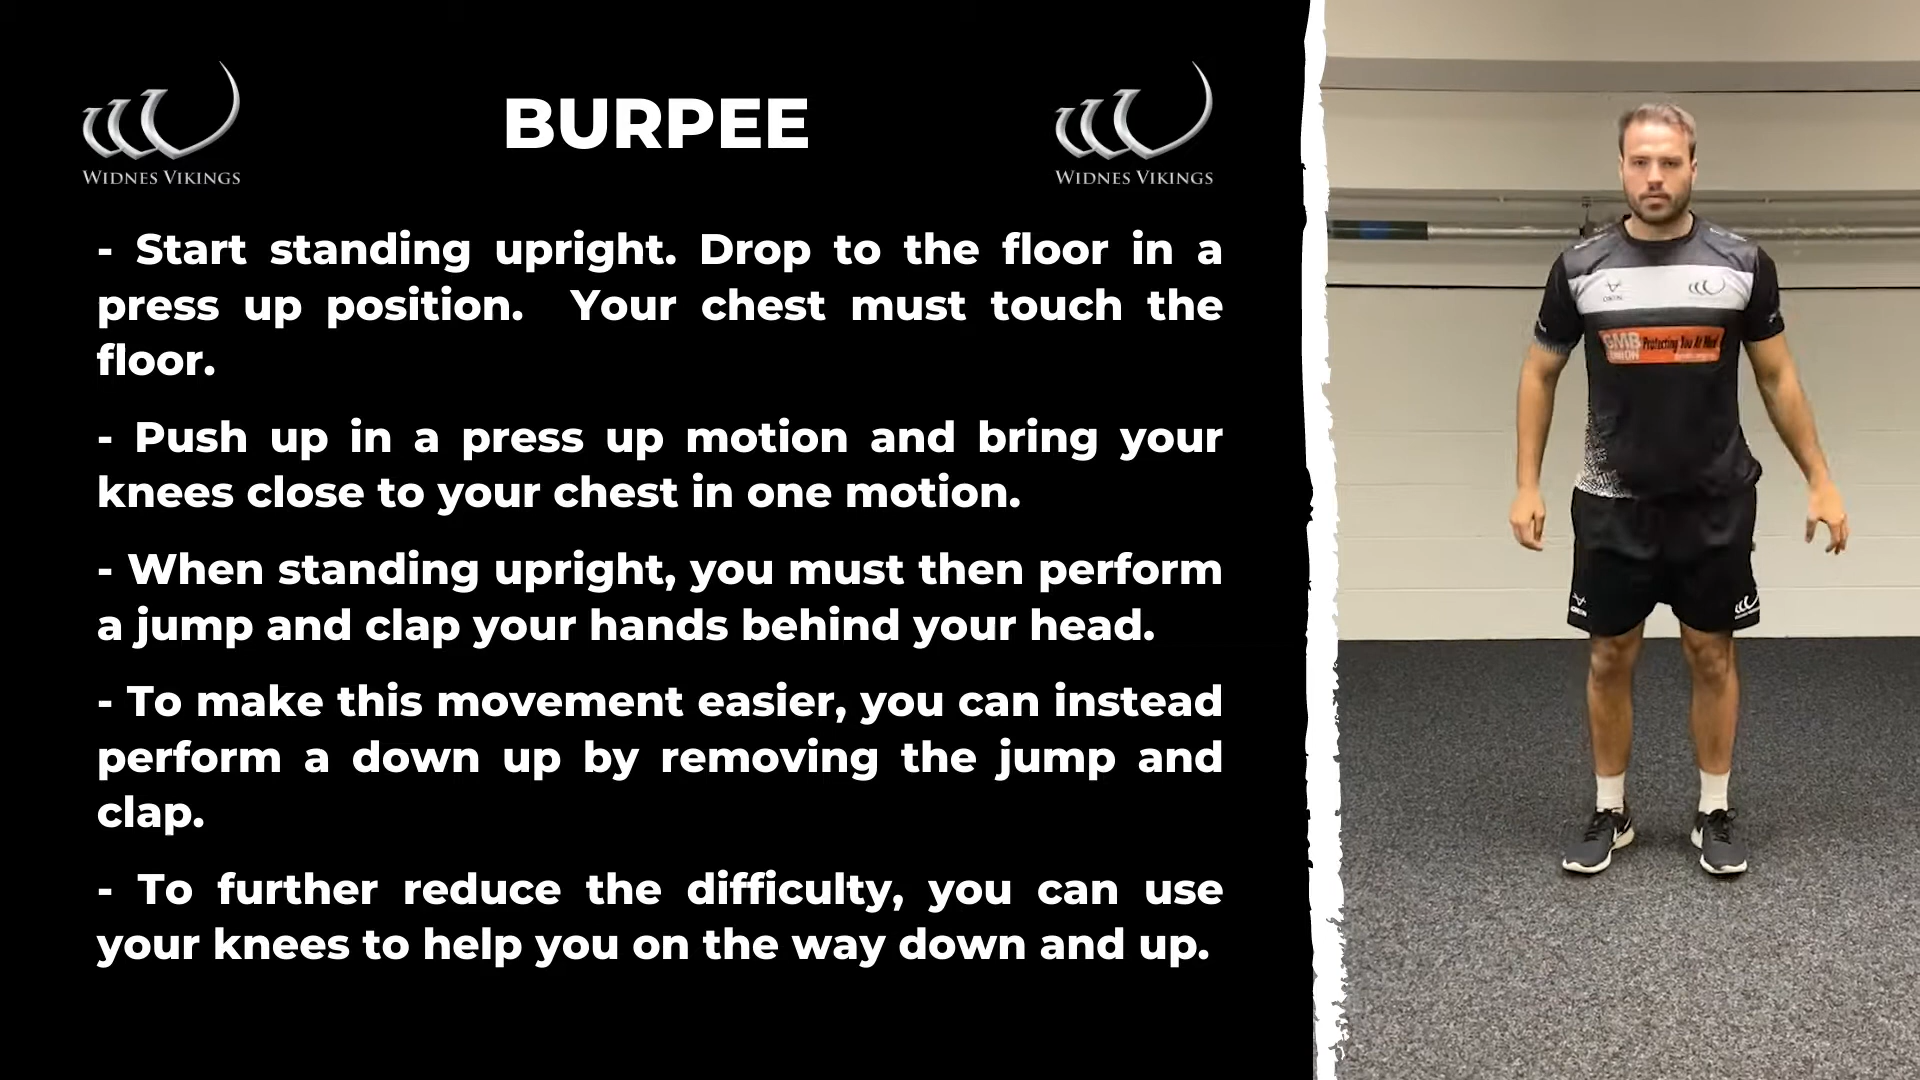 WIDNES VIKINGS
BURPEE
WIDNES VIKINGS
- Start standing upright. Drop to the floor in a
press up position.  Your chest must touch the
floor.
- Push up in a press up motion and bring your
knees close to your chest in one motion.
- When standing upright, you must then perform
a jump and clap your hands behind your head.
- To make this movement easier, you can instead
perform a down up by removing the jump and
clap.
- To further reduce the difficulty, you can use
your knees to help you on the way down and up.
GMB Protecting You At Work
UNION